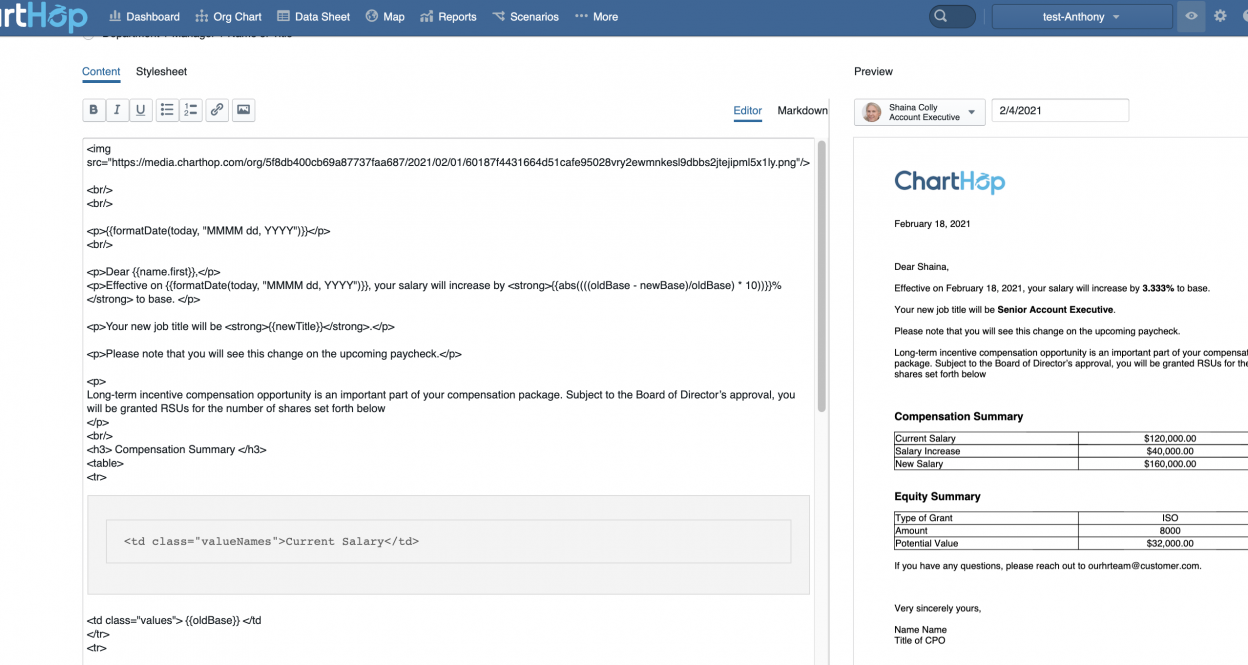 rtHop Dashboard Org Chart Data Sheet Map Reports Scenarios ••• More test-Anthony
Department Manager Name of Title
Content Stylesheet
Preview
B I U
Editor Markdown
Shaina Colly
Account Executive
2/4/2021
<img
src="https://media.charthop.com/org/5f8db400cb69a87737faa687/2021/02/01/60187f4431664d51cafe95028vry2ewmnkesl9dbbs2jtejipml5x1ly.png"/>
<br/>
<br/>
<p>{{formatDate(today, "MMMM dd, YYYY")}}</p>
<br/>
<p>Dear {{name.first}},</p>
<p>Effective on {{formatDate(today, "MMMM dd, YYYY")}}, your salary will increase by <strong>{{abs((((oldBase - newBase)/oldBase) * 10))}}%
</strong> to base. </p>
<p>Your new job title will be <strong>{{newTitle}}</strong>.</p>
<p>Please note that you will see this change on the upcoming paycheck.</p>
<p>
Long-term incentive compensation opportunity is an important part of your compensation package. Subject to the Board of Director's approval, you
will be granted RSUs for the number of shares set forth below
</p>
<br/>
<h3> Compensation Summary </h3>
<table>
<tr>
<td class="valueNames">Current Salary</td>
<td class="values"> {{oldBase}} </td
</tr>
<tr>
ChartHop
February 18, 2021
Dear Shaina,
Effective on February 18, 2021, your salary will increase by 3.333% to base.
Your new job title will be Senior Account Executive.
Please note that you will see this change on the upcoming paycheck.
Long-term incentive compensation opportunity is an important part of your compensat
package. Subject to the Board of Director's approval, you will be granted RSUs for the
shares set forth below
Compensation Summary
Current Salary $120,000.00
Salary Increase $40,000.00
New Salary $160,000.00
Equity Summary
Type of Grant ISO
Amount 8000
Potential Value $32,000.00
If you have any questions, please reach out to ourhrteam@customer.com.
Very sincerely yours,
Name Name
Title of CPO